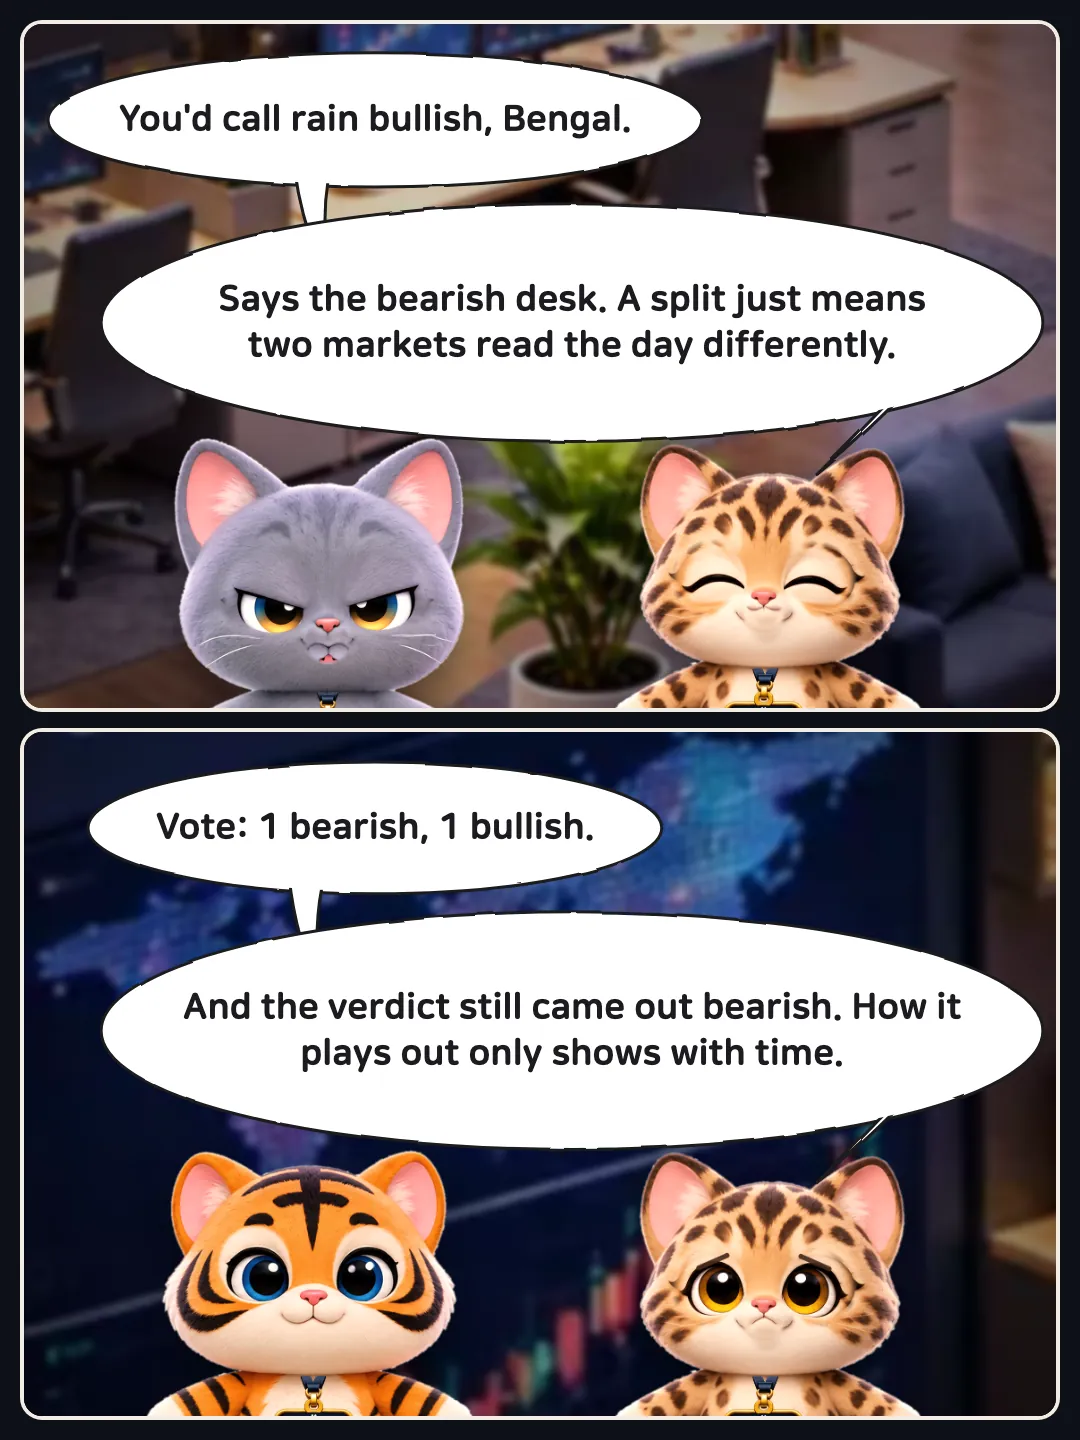 You'd call rain bullish, Bengal.
Says the bearish desk. A split just means
two markets read the day differently.
Vote: 1 bearish, 1 bullish.
And the verdict still came out bearish. How it
plays out only shows with time.